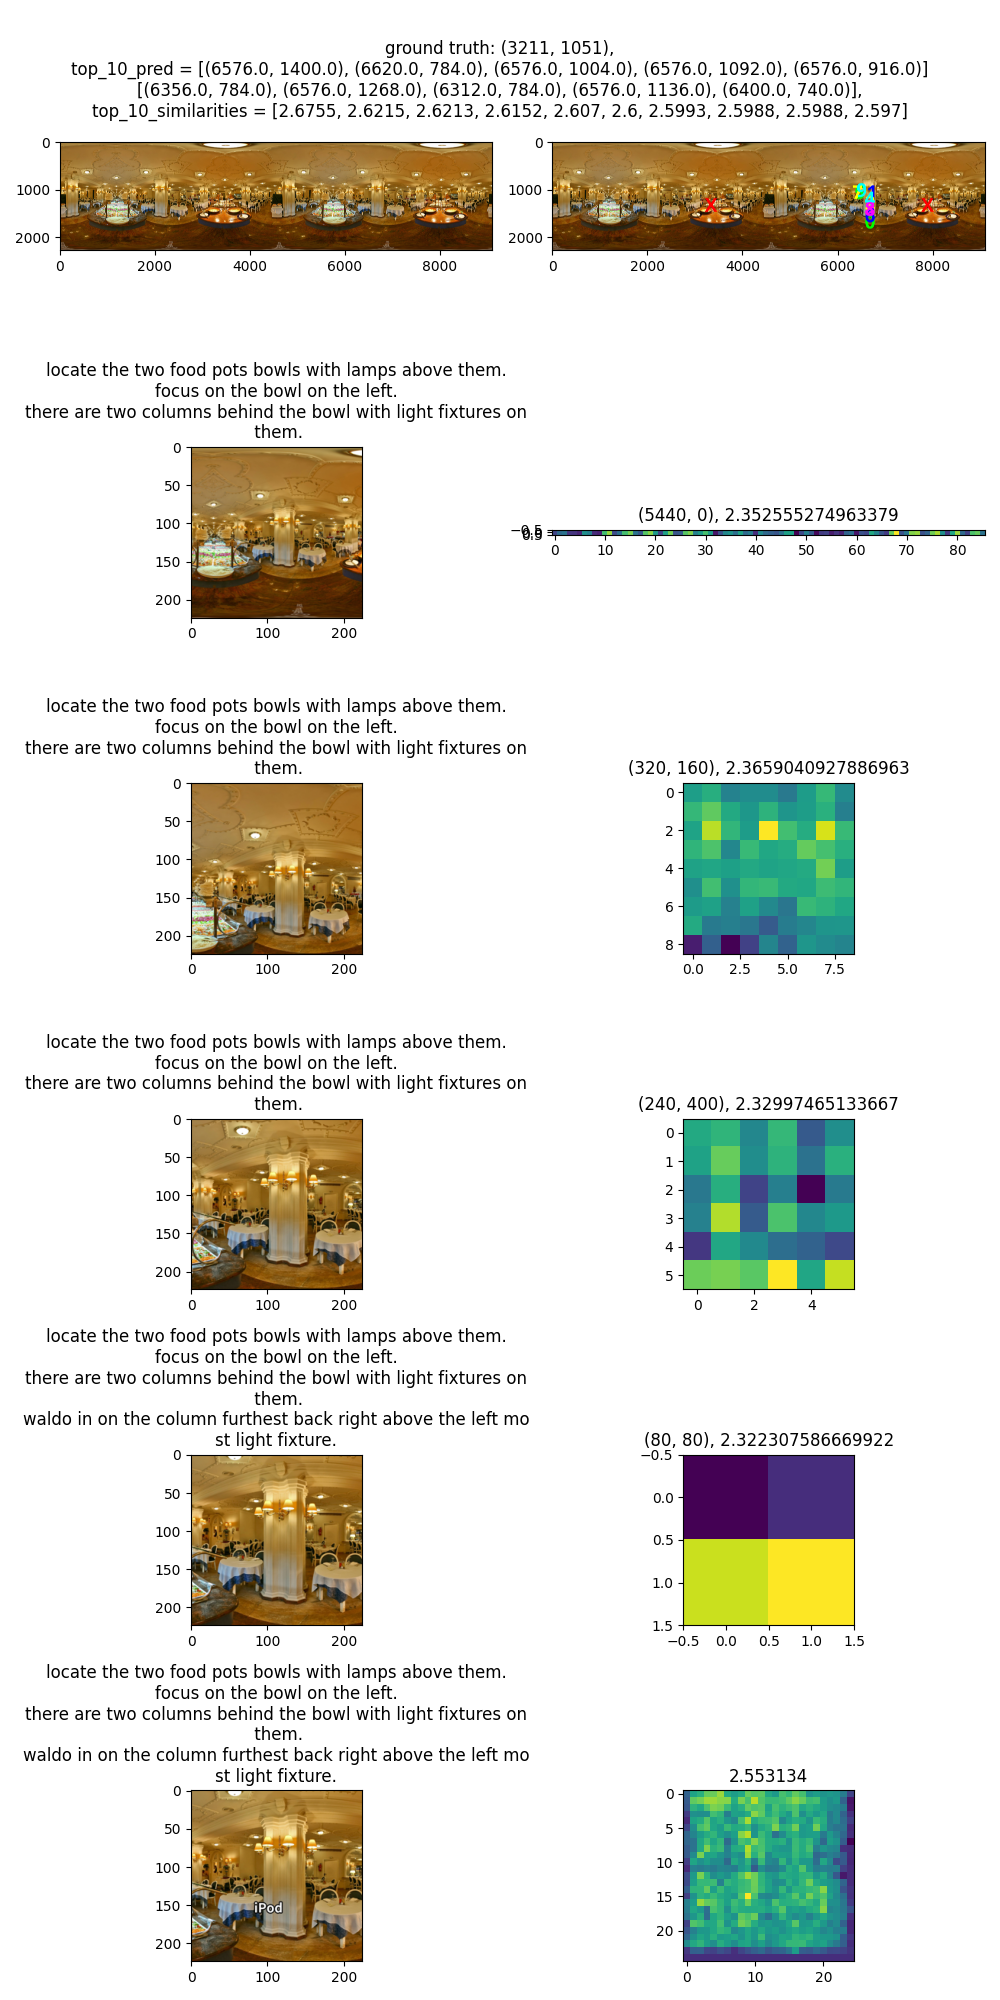 ground truth: (3211, 1051),
top_10_pred = [(6576.0, 1400.0), (6620.0, 784.0), (6576.0, 1004.0), (6576.0, 1092.0), (6576.0, 916.0)]
[(6356.0, 784.0), (6576.0, 1268.0), (6312.0, 784.0), (6576.0, 1136.0), (6400.0, 740.0)],
top_10_similarities = [2.6755, 2.6215, 2.6213, 2.6152, 2.607, 2.6, 2.5993, 2.5988, 2.5988, 2.597]
0
1000
2000
0 2000 4000 6000 8000
0
1000
2000
X X
0 2000 4000 6000 8000
locate the two food pots bowls with lamps above them.
focus on the bowl on the left.
there are two columns behind the bowl with light fixtures on
them.
0
50
100
150
200
0 100 200
(5440, 0), 2.352555274963379
0 10 20 30 40 50 60 70 80
locate the two food pots bowls with lamps above them.
focus on the bowl on the left.
there are two columns behind the bowl with light fixtures on
them.
0
50
100
150
200
0 100 200
(320, 160), 2.3659040927886963
0
2
4
6
8
0.0 2.5 5.0 7.5
locate the two food pots bowls with lamps above them.
focus on the bowl on the left.
there are two columns behind the bowl with light fixtures on
them.
0
50
100
150
200
0 100 200
(240, 400), 2.32997465133667
0
1
2
3
4
5
0 2 4
locate the two food pots bowls with lamps above them.
focus on the bowl on the left.
there are two columns behind the bowl with light fixtures on
them.
waldo in on the column furthest back right above the left mo
st light fixture.
0
50
100
150
200
0 100 200
(80, 80), 2.322307586669922
−0.5
0.0
0.5
1.0
1.5
−0.5 0.0 0.5 1.0 1.5
locate the two food pots bowls with lamps above them.
focus on the bowl on the left.
there are two columns behind the bowl with light fixtures on
them.
waldo in on the column furthest back right above the left mo
st light fixture.
0
50
100
150
200
iPod
0 100 200
2.553134
0
5
10
15
20
0 10 20